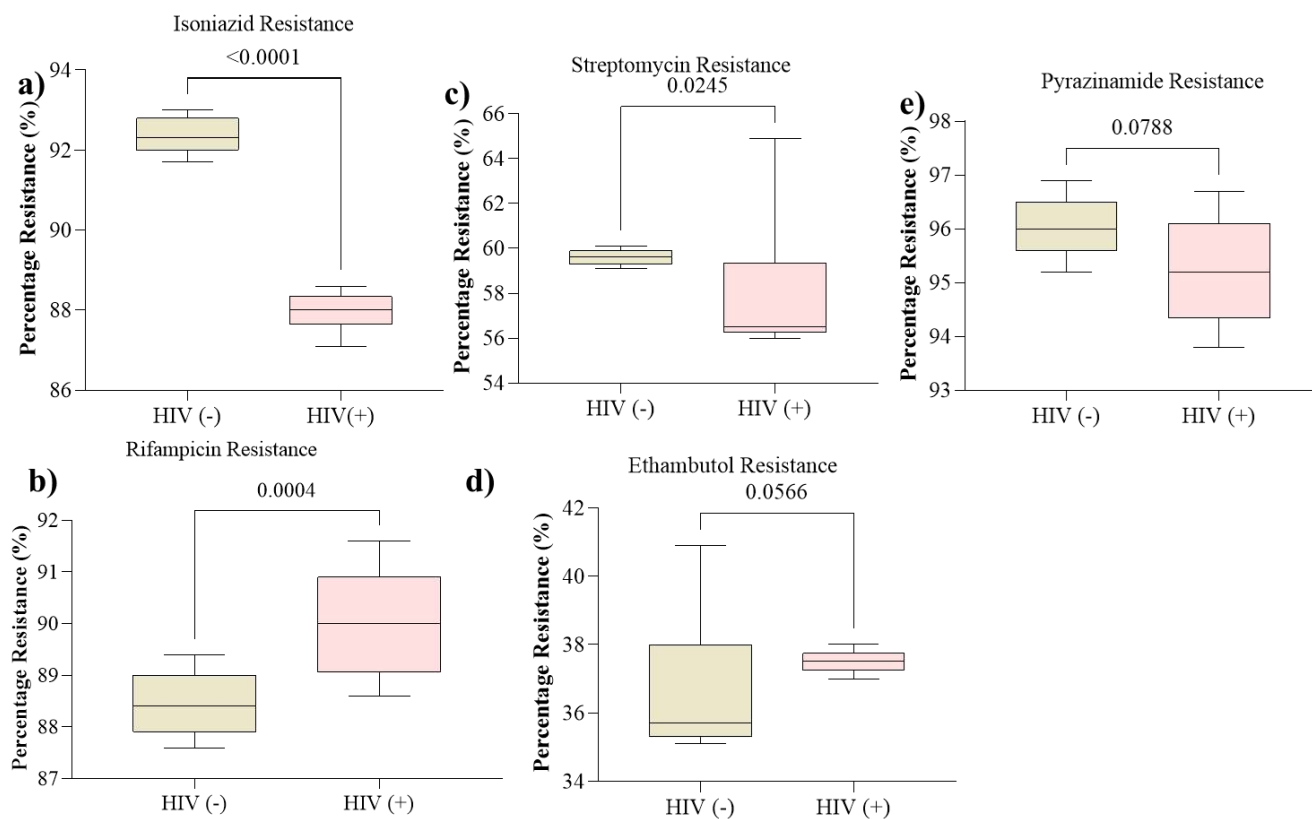 a)
Isoniazid Resistance
<0.0001
Percentage Resistance (%)
94
92
90
88
86
HIV (-)
HIV(+)
b)
Rifampicin Resistance
0.0004
Percentage Resistance (%)
92
91
90
89
88
87
HIV (-)
HIV (+)
c)
Streptomycin Resistance
0.0245
Percentage Resistance (%)
66
64
62
60
58
56
54
HIV (-)
HIV (+)
d)
Ethambutol Resistance
0.0566
Percentage Resistance (%)
42
40
38
36
34
HIV (-)
HIV (+)
e)
Pyrazinamide Resistance
0.0788
Percentage Resistance (%)
98
97
96
95
94
93
HIV (-)
HIV (+)